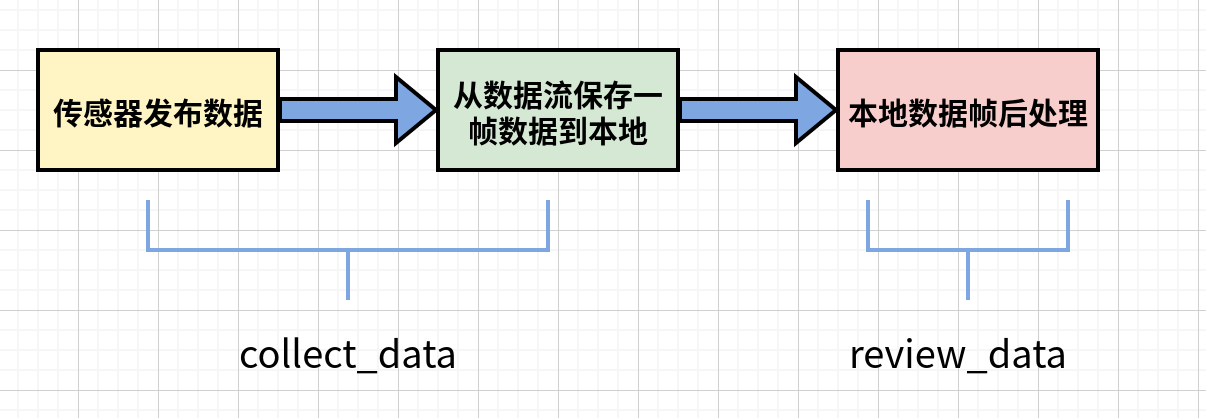 传感器发布数据
从数据流保存一
帧数据到本地
本地数据帧后处理
collect_data
review_data